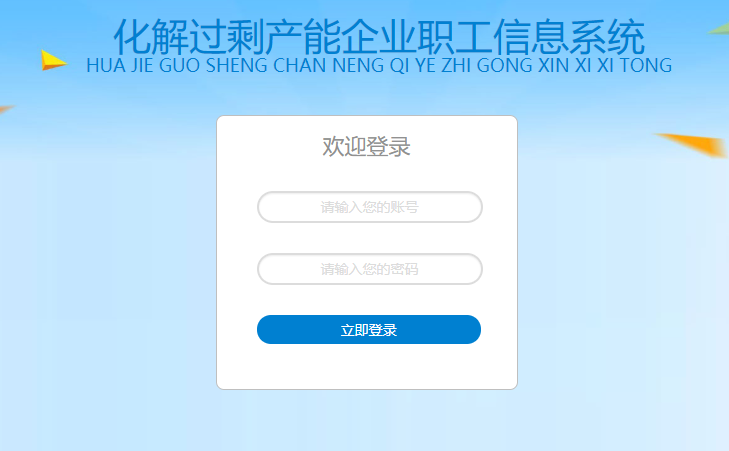 化解过剩产能企业职工信息系统
HUA JIE GUO SHENG CHAN NENG QI YE ZHI GONG XIN XI XI TONG
欢迎登录
请输入您的账号
请输入您的密码
立即登录